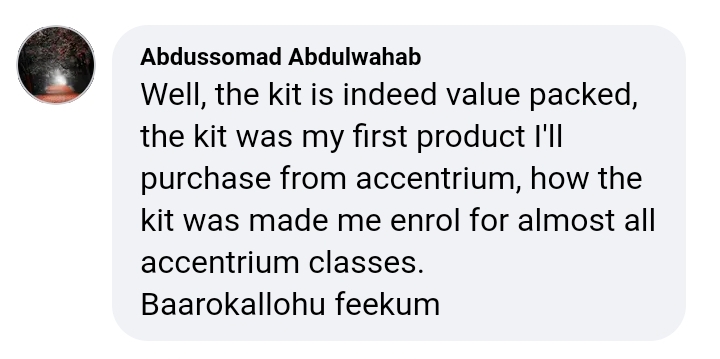 Abdussomad Abdulwahab
Well, the kit is indeed value packed,
the kit was my first product I'll
purchase from accentrium, how the
kit was made me enrol for almost all
accentrium classes.
Baarokallohu feekum